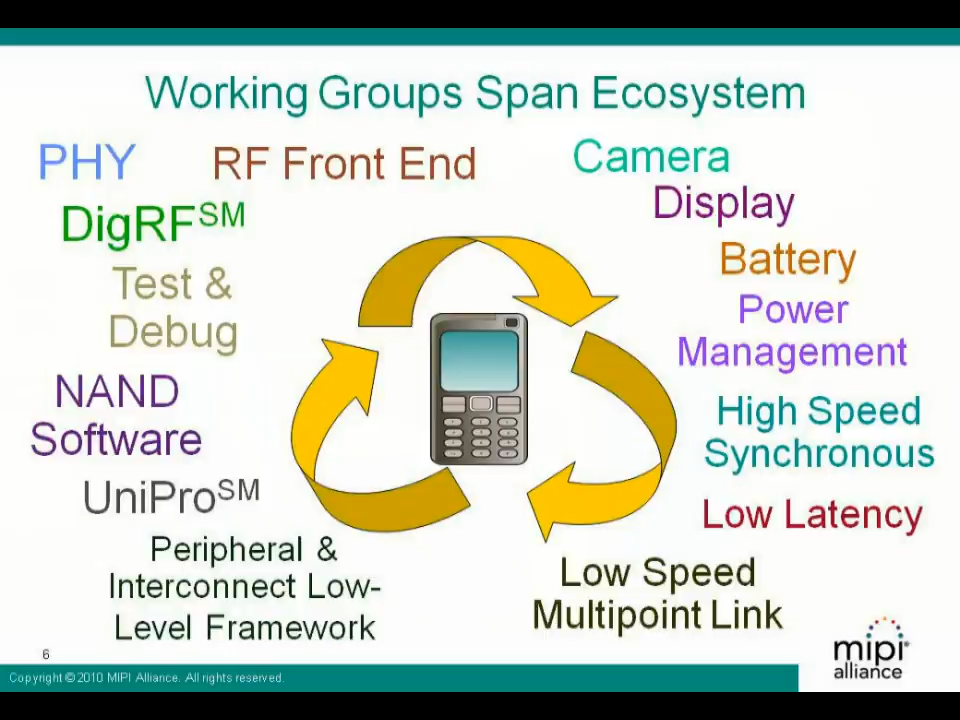 Working Groups Span Ecosystem
PHY
RF Front End
Camera
Display
DigRF℠
Battery
Test &
Debug
Power
Management
NAND
Software
High Speed
Synchronous
UniPro℠
Low Latency
Peripheral &
Interconnect Low-
Level Framework
Low Speed
Multipoint Link
6
mipi®
alliance
Copyright © 2010 MIPI Alliance. All rights reserved.